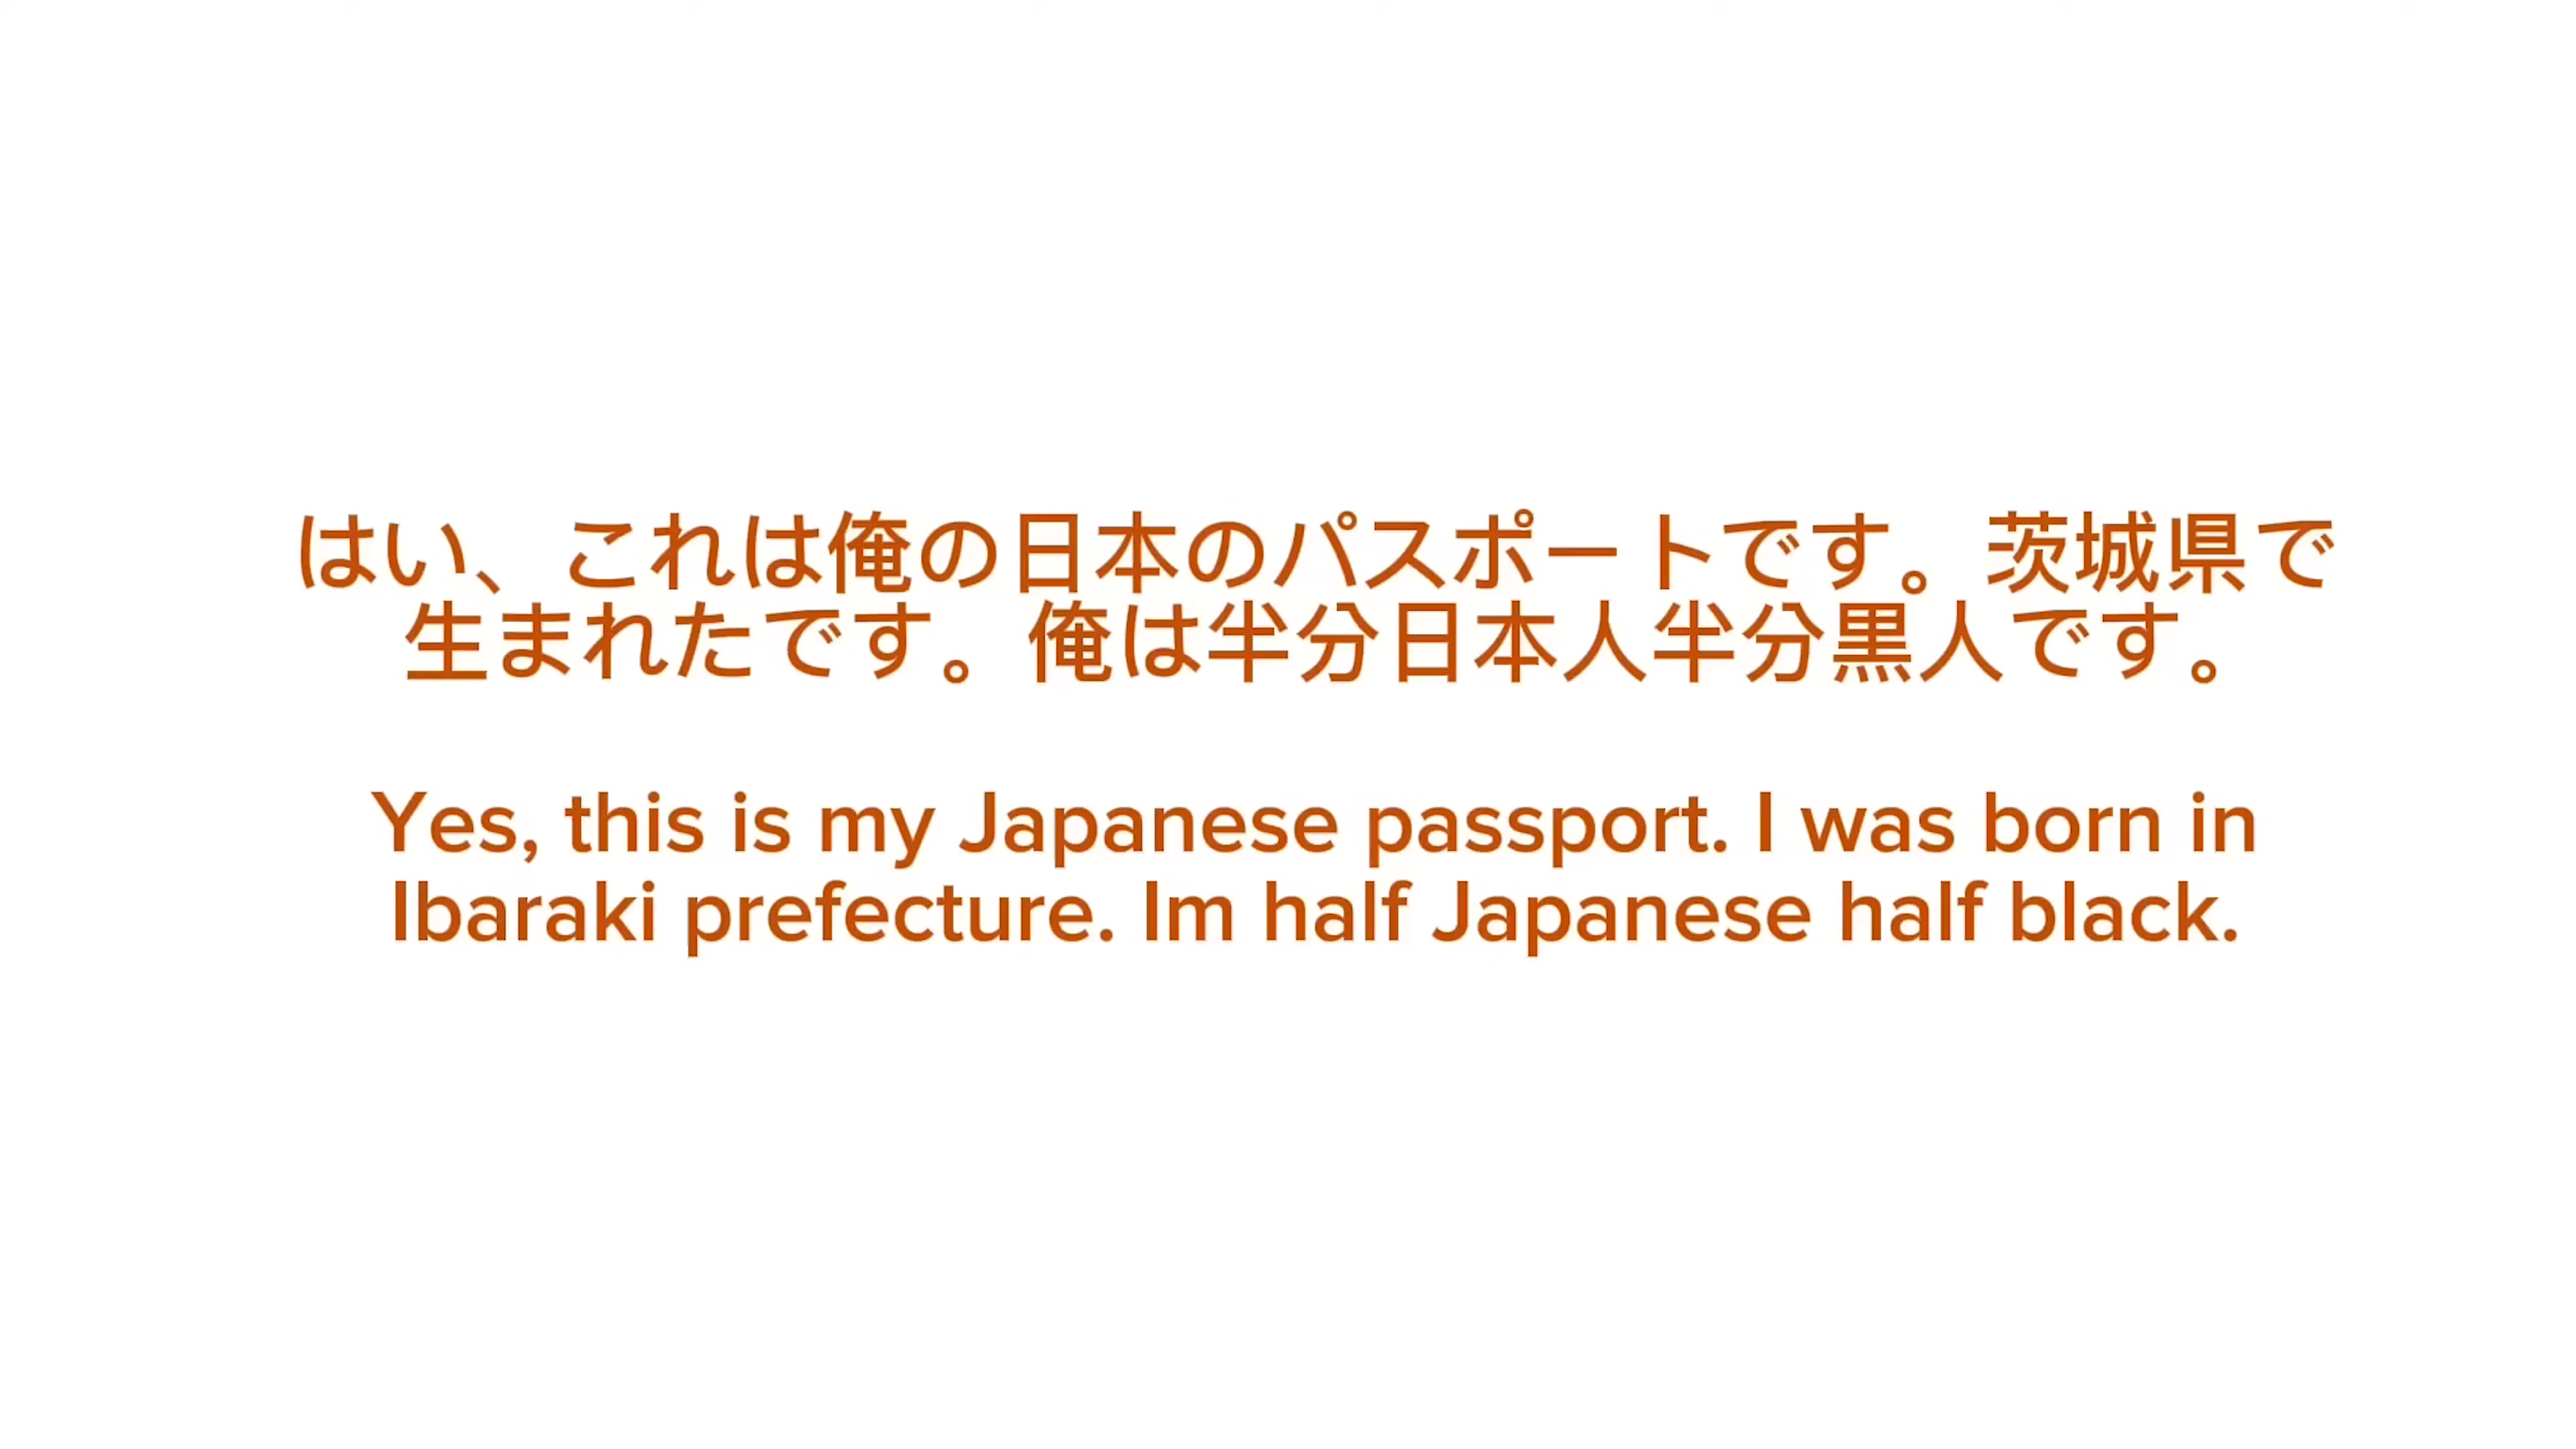 はい、これは俺の日本のパスポートです。茨城県で
生まれたです。俺は半分日本人半分黒人です。
Yes, this is my Japanese passport. I was born in
Ibaraki prefecture. Im half Japanese half black.